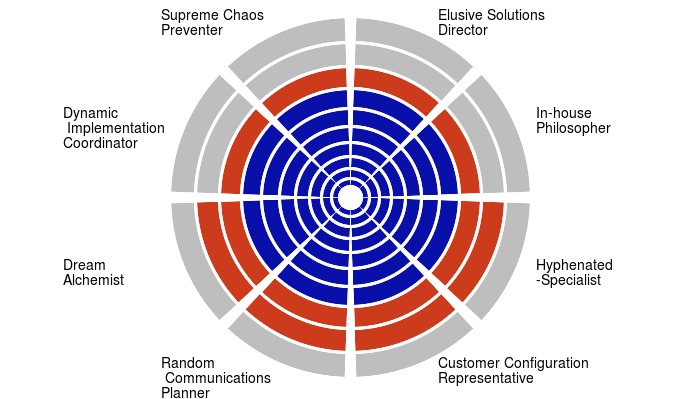 Supreme Chaos
Preventer
Elusive Solutions
Director
Dynamic
Implementation
Coordinator
In-house
Philosopher
Dream
Alchemist
Hyphenated
-Specialist
Random
Communications
Planner
Customer Configuration
Representative